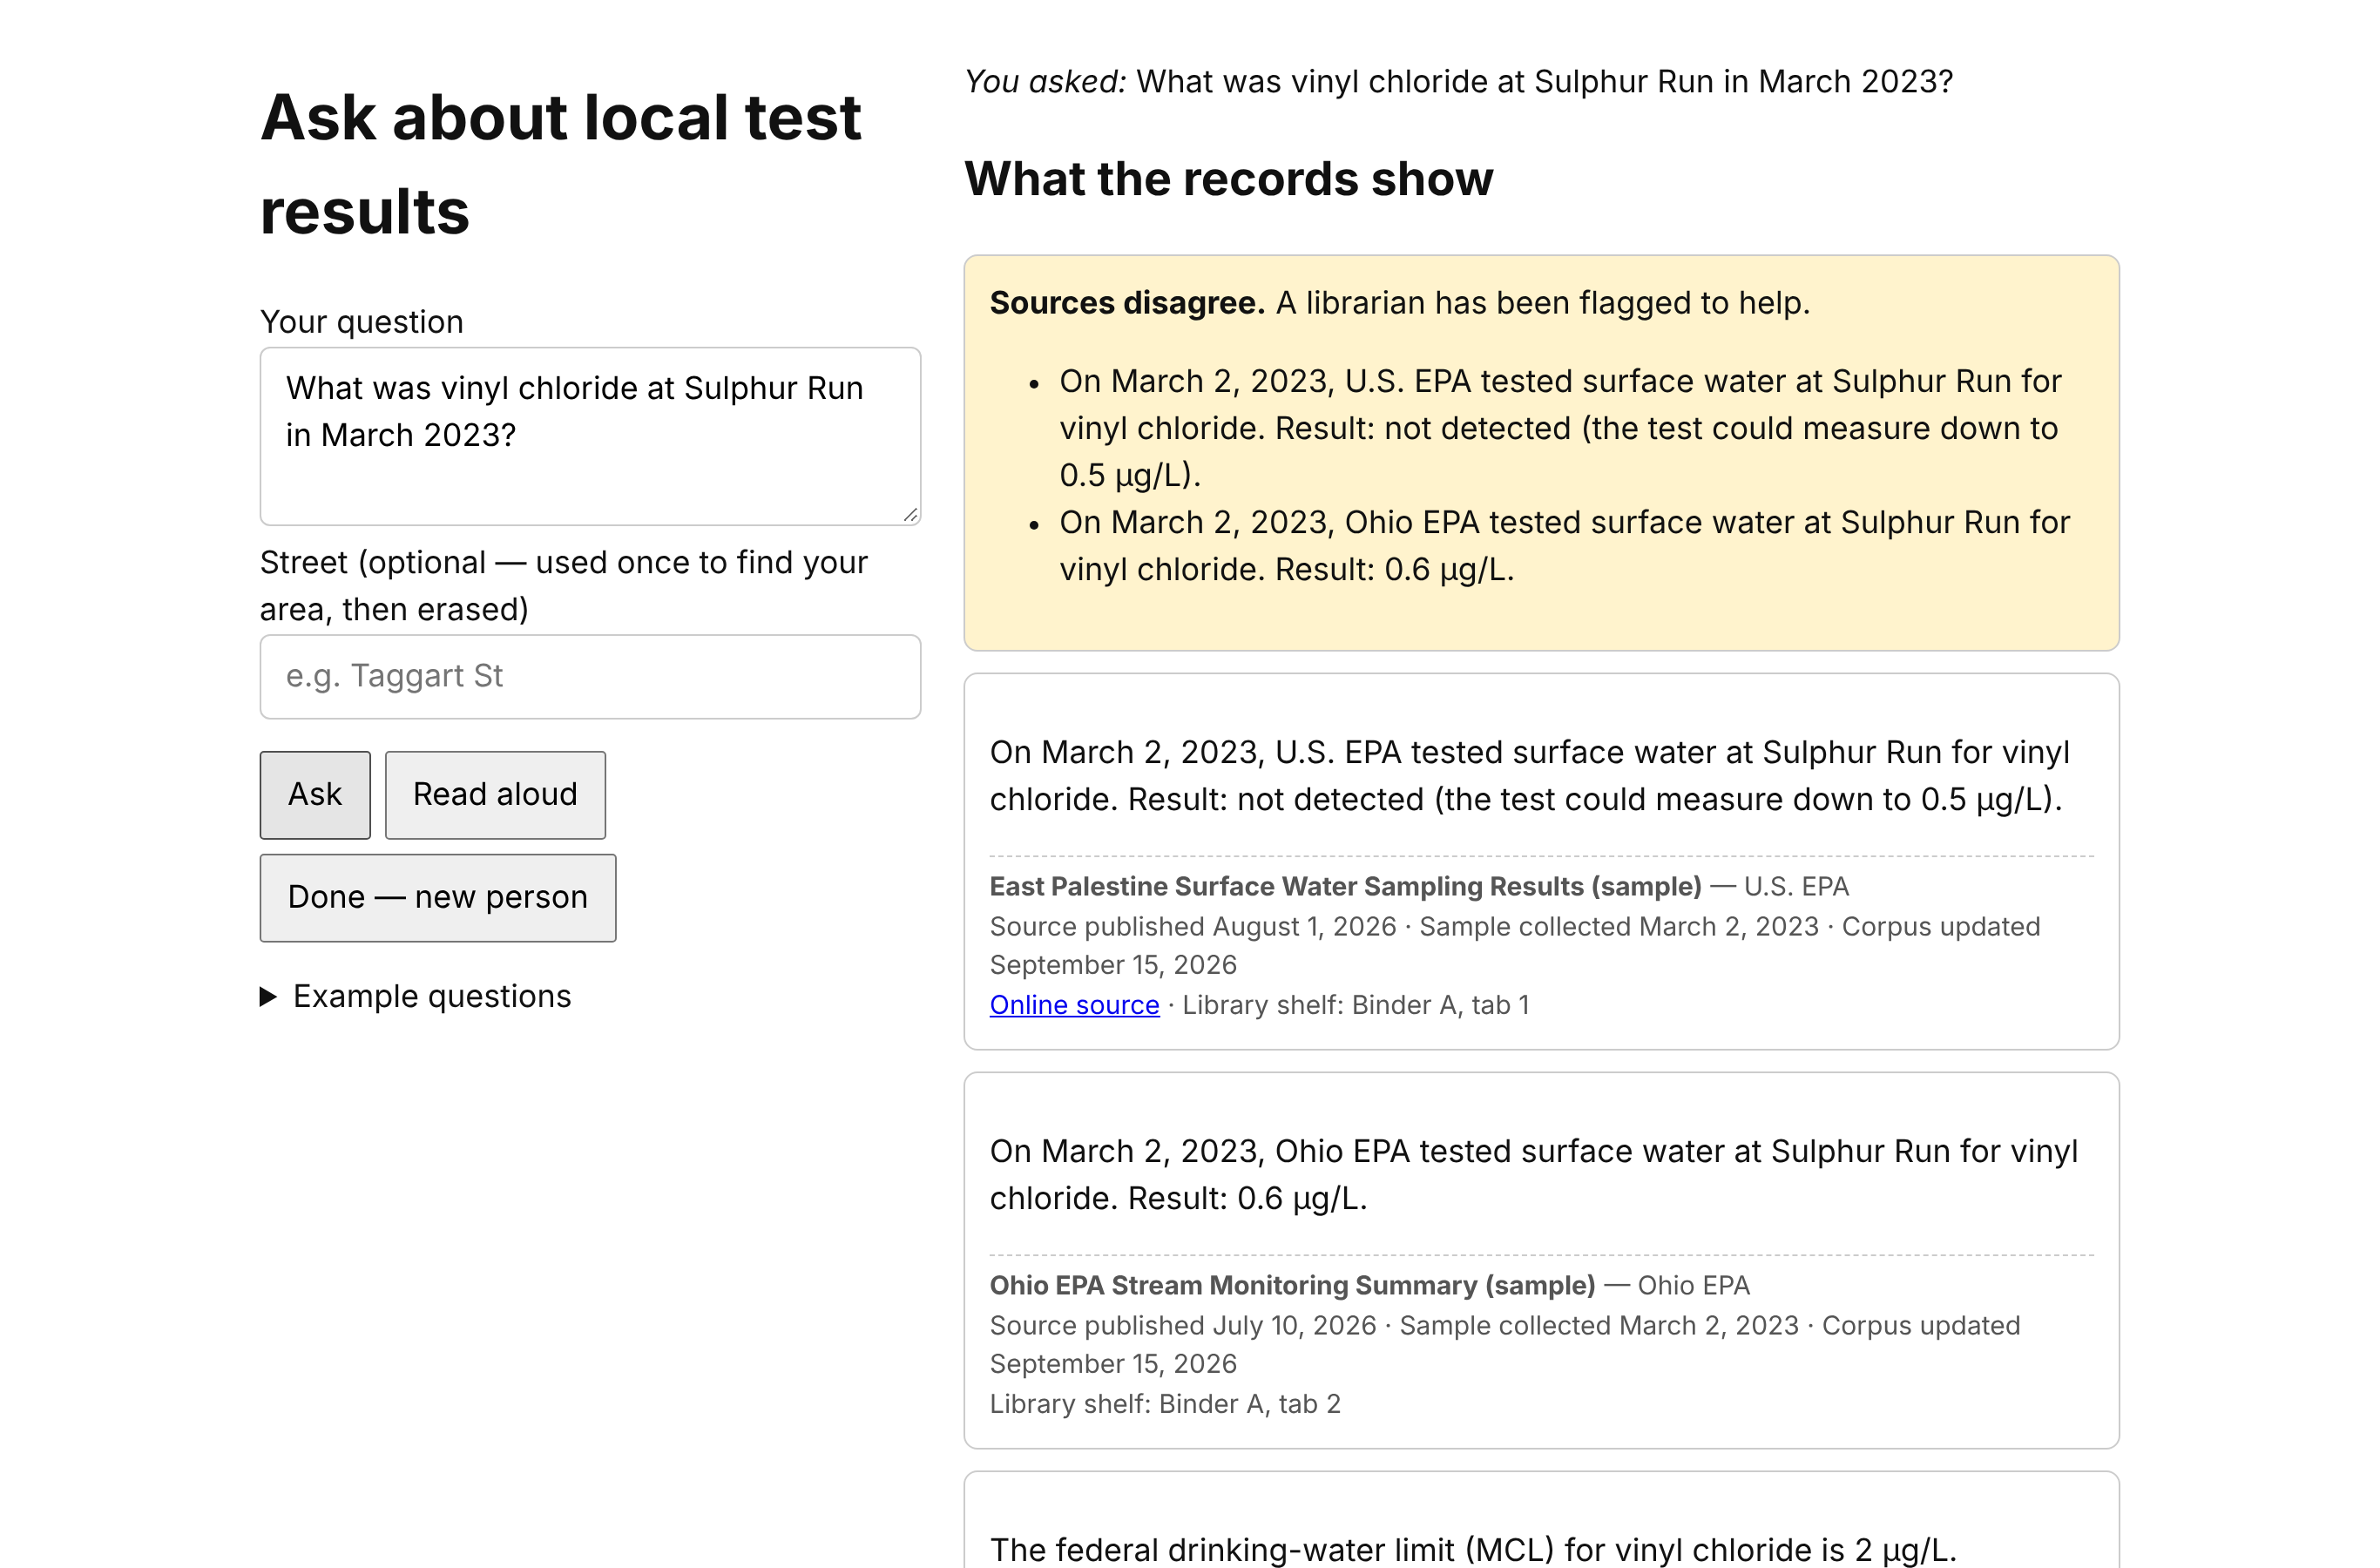 Ask about local test
results
Your question
What was vinyl chloride at Sulphur Run
in March 2023?
Street (optional — used once to find your
area, then erased)
e.g. Taggart St
Ask
Read aloud
Done — new person
Example questions
You asked: What was vinyl chloride at Sulphur Run in March 2023?
What the records show
Sources disagree. A librarian has been flagged to help.
• On March 2, 2023, U.S. EPA tested surface water at Sulphur Run for
vinyl chloride. Result: not detected (the test could measure down to
0.5 µg/L).
• On March 2, 2023, Ohio EPA tested surface water at Sulphur Run for
vinyl chloride. Result: 0.6 µg/L.
On March 2, 2023, U.S. EPA tested surface water at Sulphur Run for vinyl
chloride. Result: not detected (the test could measure down to 0.5 µg/L).
East Palestine Surface Water Sampling Results (sample) — U.S. EPA
Source published August 1, 2026 · Sample collected March 2, 2023 · Corpus updated
September 15, 2026
Online source · Library shelf: Binder A, tab 1
On March 2, 2023, Ohio EPA tested surface water at Sulphur Run for vinyl
chloride. Result: 0.6 µg/L.
Ohio EPA Stream Monitoring Summary (sample) — Ohio EPA
Source published July 10, 2026 · Sample collected March 2, 2023 · Corpus updated
September 15, 2026
Library shelf: Binder A, tab 2
The federal drinking-water limit (MCL) for vinyl chloride is 2 µg/L.